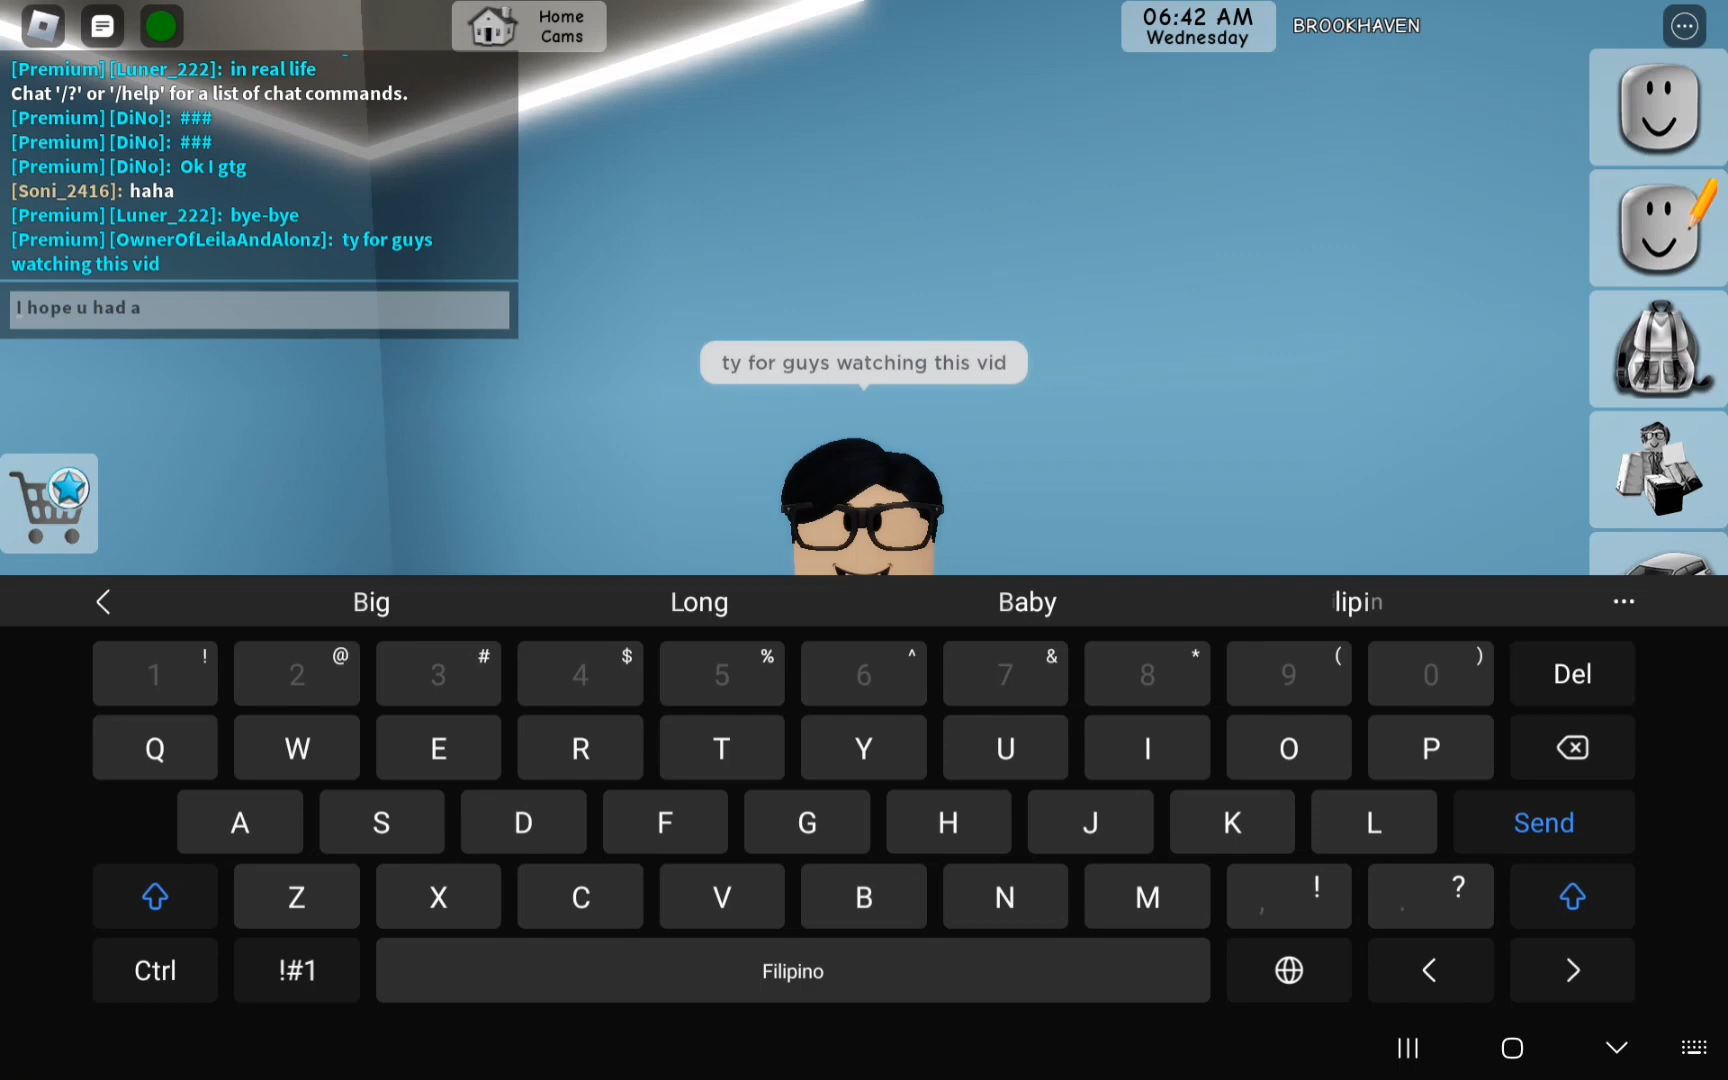 Home
Cams
06:42 AM
Wednesday
BROOKHAVEN
[Premium] [Luner_222]: in real life
Chat '/?' or '/help' for a list of chat commands.
[Premium] [DiNo]: ###
[Premium] [DiNo]: ###
[Premium] [DiNo]: Ok I gtg
[Soni_2416]: haha
[Premium] [Luner_222]: bye-bye
[Premium] [OwnerOfLeilaAndAlonz]: ty for guys
watching this vid
I hope u had a
ty for guys watching this vid
Big Long Baby lipin
1 ! 2 @ 3 # 4 $ 5 % 6 ^ 7 & 8 * 9 ( 0 ) Del
Q W E R T Y U I O P
A S D F G H J K L Send
Z X C V B N M , ! . ?
Ctrl !#1 Filipino < >